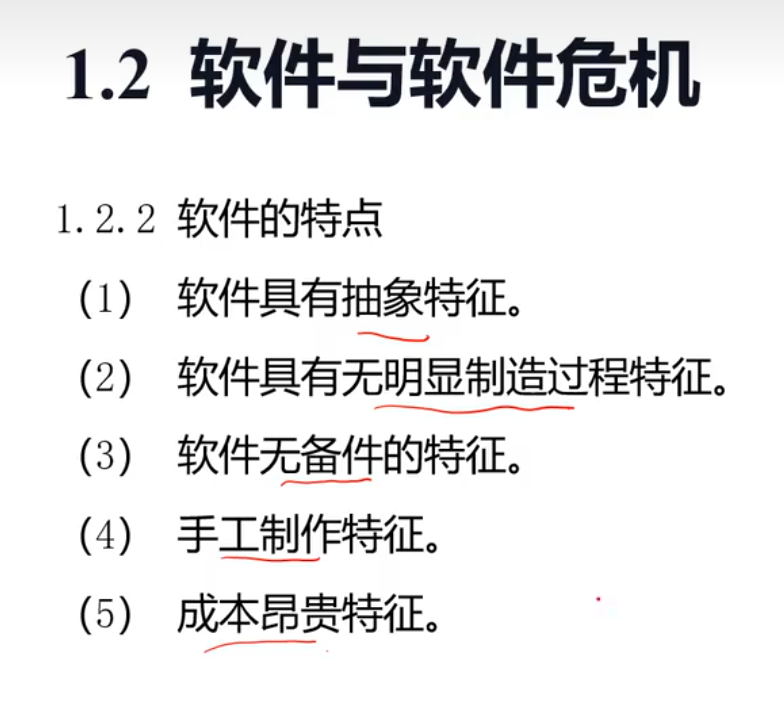 1.2 软件与软件危机
1.2.2 软件的特点
(1) 软件具有抽象特征。
(2) 软件具有无明显制造过程特征。
(3) 软件无备件的特征。
(4) 手工制作特征。
(5) 成本昂贵特征。